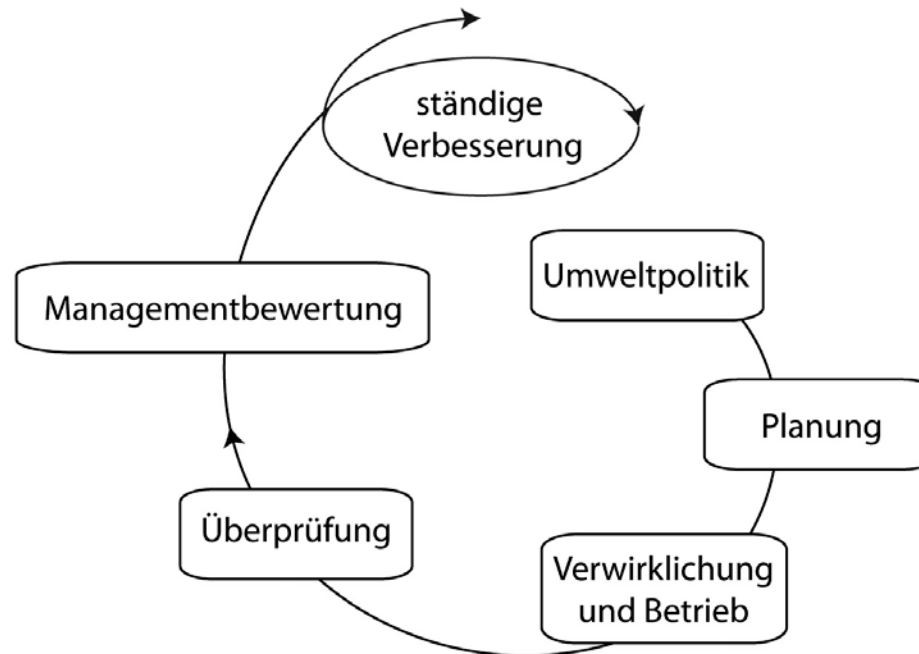 ständige
Verbesserung
Umweltpolitik
Managementbewertung
Planung
Überprüfung
Verwirklichung
und Betrieb